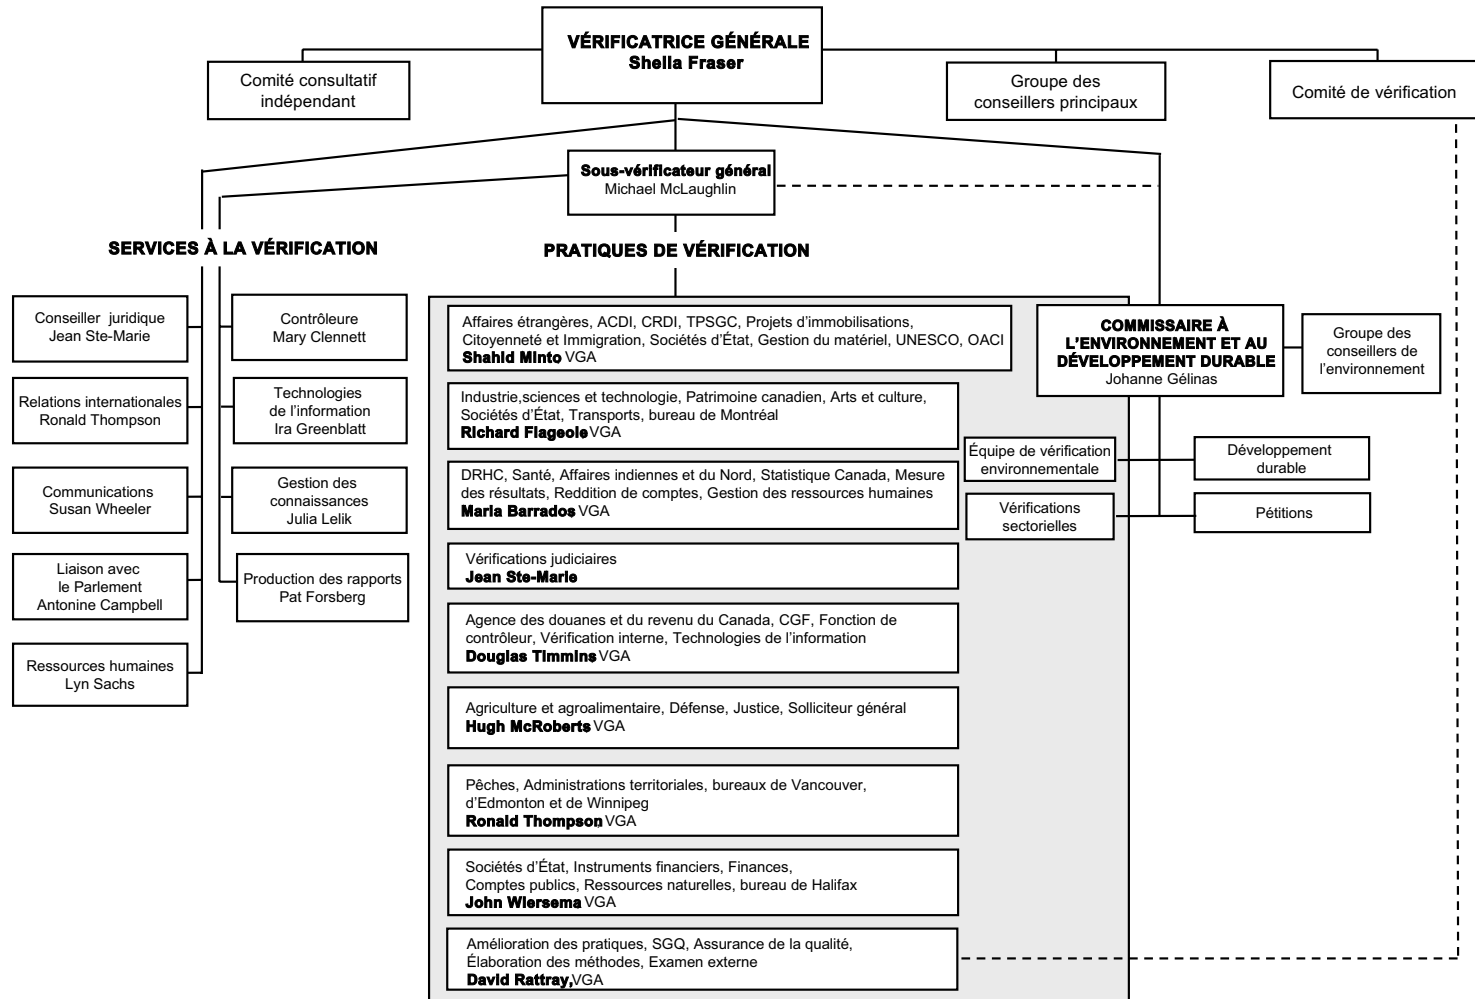 VÉRIFICATRICE GÉNÉRALE
Sheila Fraser
Comité consultatif
indépendant
Groupe des
conseillers principaux
Comité de vérification
Sous-vérificateur général
Michael McLaughlin
SERVICES À LA VÉRIFICATION
PRATIQUES DE VÉRIFICATION
Conseiller juridique
Jean Ste-Marie
Contrôleure
Mary Clennett
Relations internationales
Ronald Thompson
Technologies
de l'information
Ira Greenblatt
Communications
Susan Wheeler
Gestion des
connaissances
Julia Lelik
Liaison avec
le Parlement
Antonine Campbell
Production des rapports
Pat Forsberg
Ressources humaines
Lyn Sachs
Affaires étrangères, ACDI, CRDI, TPSGC, Projets d'immobilisations,
Citoyenneté et Immigration, Sociétés d'État, Gestion du matériel, UNESCO, OACI
Shahid Minto VGA
Industrie,sciences et technologie, Patrimoine canadien, Arts et culture,
Sociétés d'État, Transports, bureau de Montréal
Richard Flageole VGA
DRHC, Santé, Affaires indiennes et du Nord, Statistique Canada, Mesure
des résultats, Reddition de comptes, Gestion des ressources humaines
Maria Barrados VGA
Vérifications judiciaires
Jean Ste-Marie
Agence des douanes et du revenu du Canada, CGF, Fonction de
contrôleur, Vérification interne, Technologies de l'information
Douglas Timmins VGA
Agriculture et agroalimentaire, Défense, Justice, Solliciteur général
Hugh McRoberts VGA
Pêches, Administrations territoriales, bureaux de Vancouver,
d'Edmonton et de Winnipeg
Ronald Thompson, VGA
Sociétés d'État, Instruments financiers, Finances,
Comptes publics, Ressources naturelles, bureau de Halifax
John Wiersema VGA
Amélioration des pratiques, SGQ, Assurance de la qualité,
Élaboration des méthodes, Examen externe
David Rattray,VGA
COMMISSAIRE À
L'ENVIRONNEMENT ET AU
DÉVELOPPEMENT DURABLE
Johanne Gélinas
Groupe des
conseillers de
l'environnement
Équipe de vérification
environnementale
Développement
durable
Vérifications
sectorielles
Pétitions